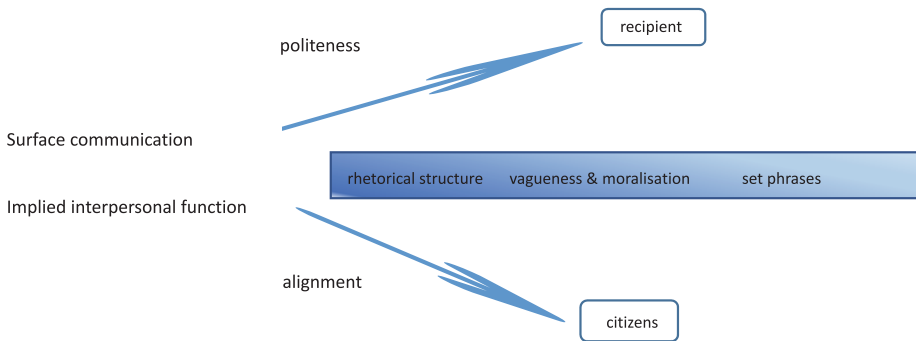 recipient
politeness
Surface communication
rhetorical structure vagueness & moralisation set phrases
Implied interpersonal function
alignment
citizens